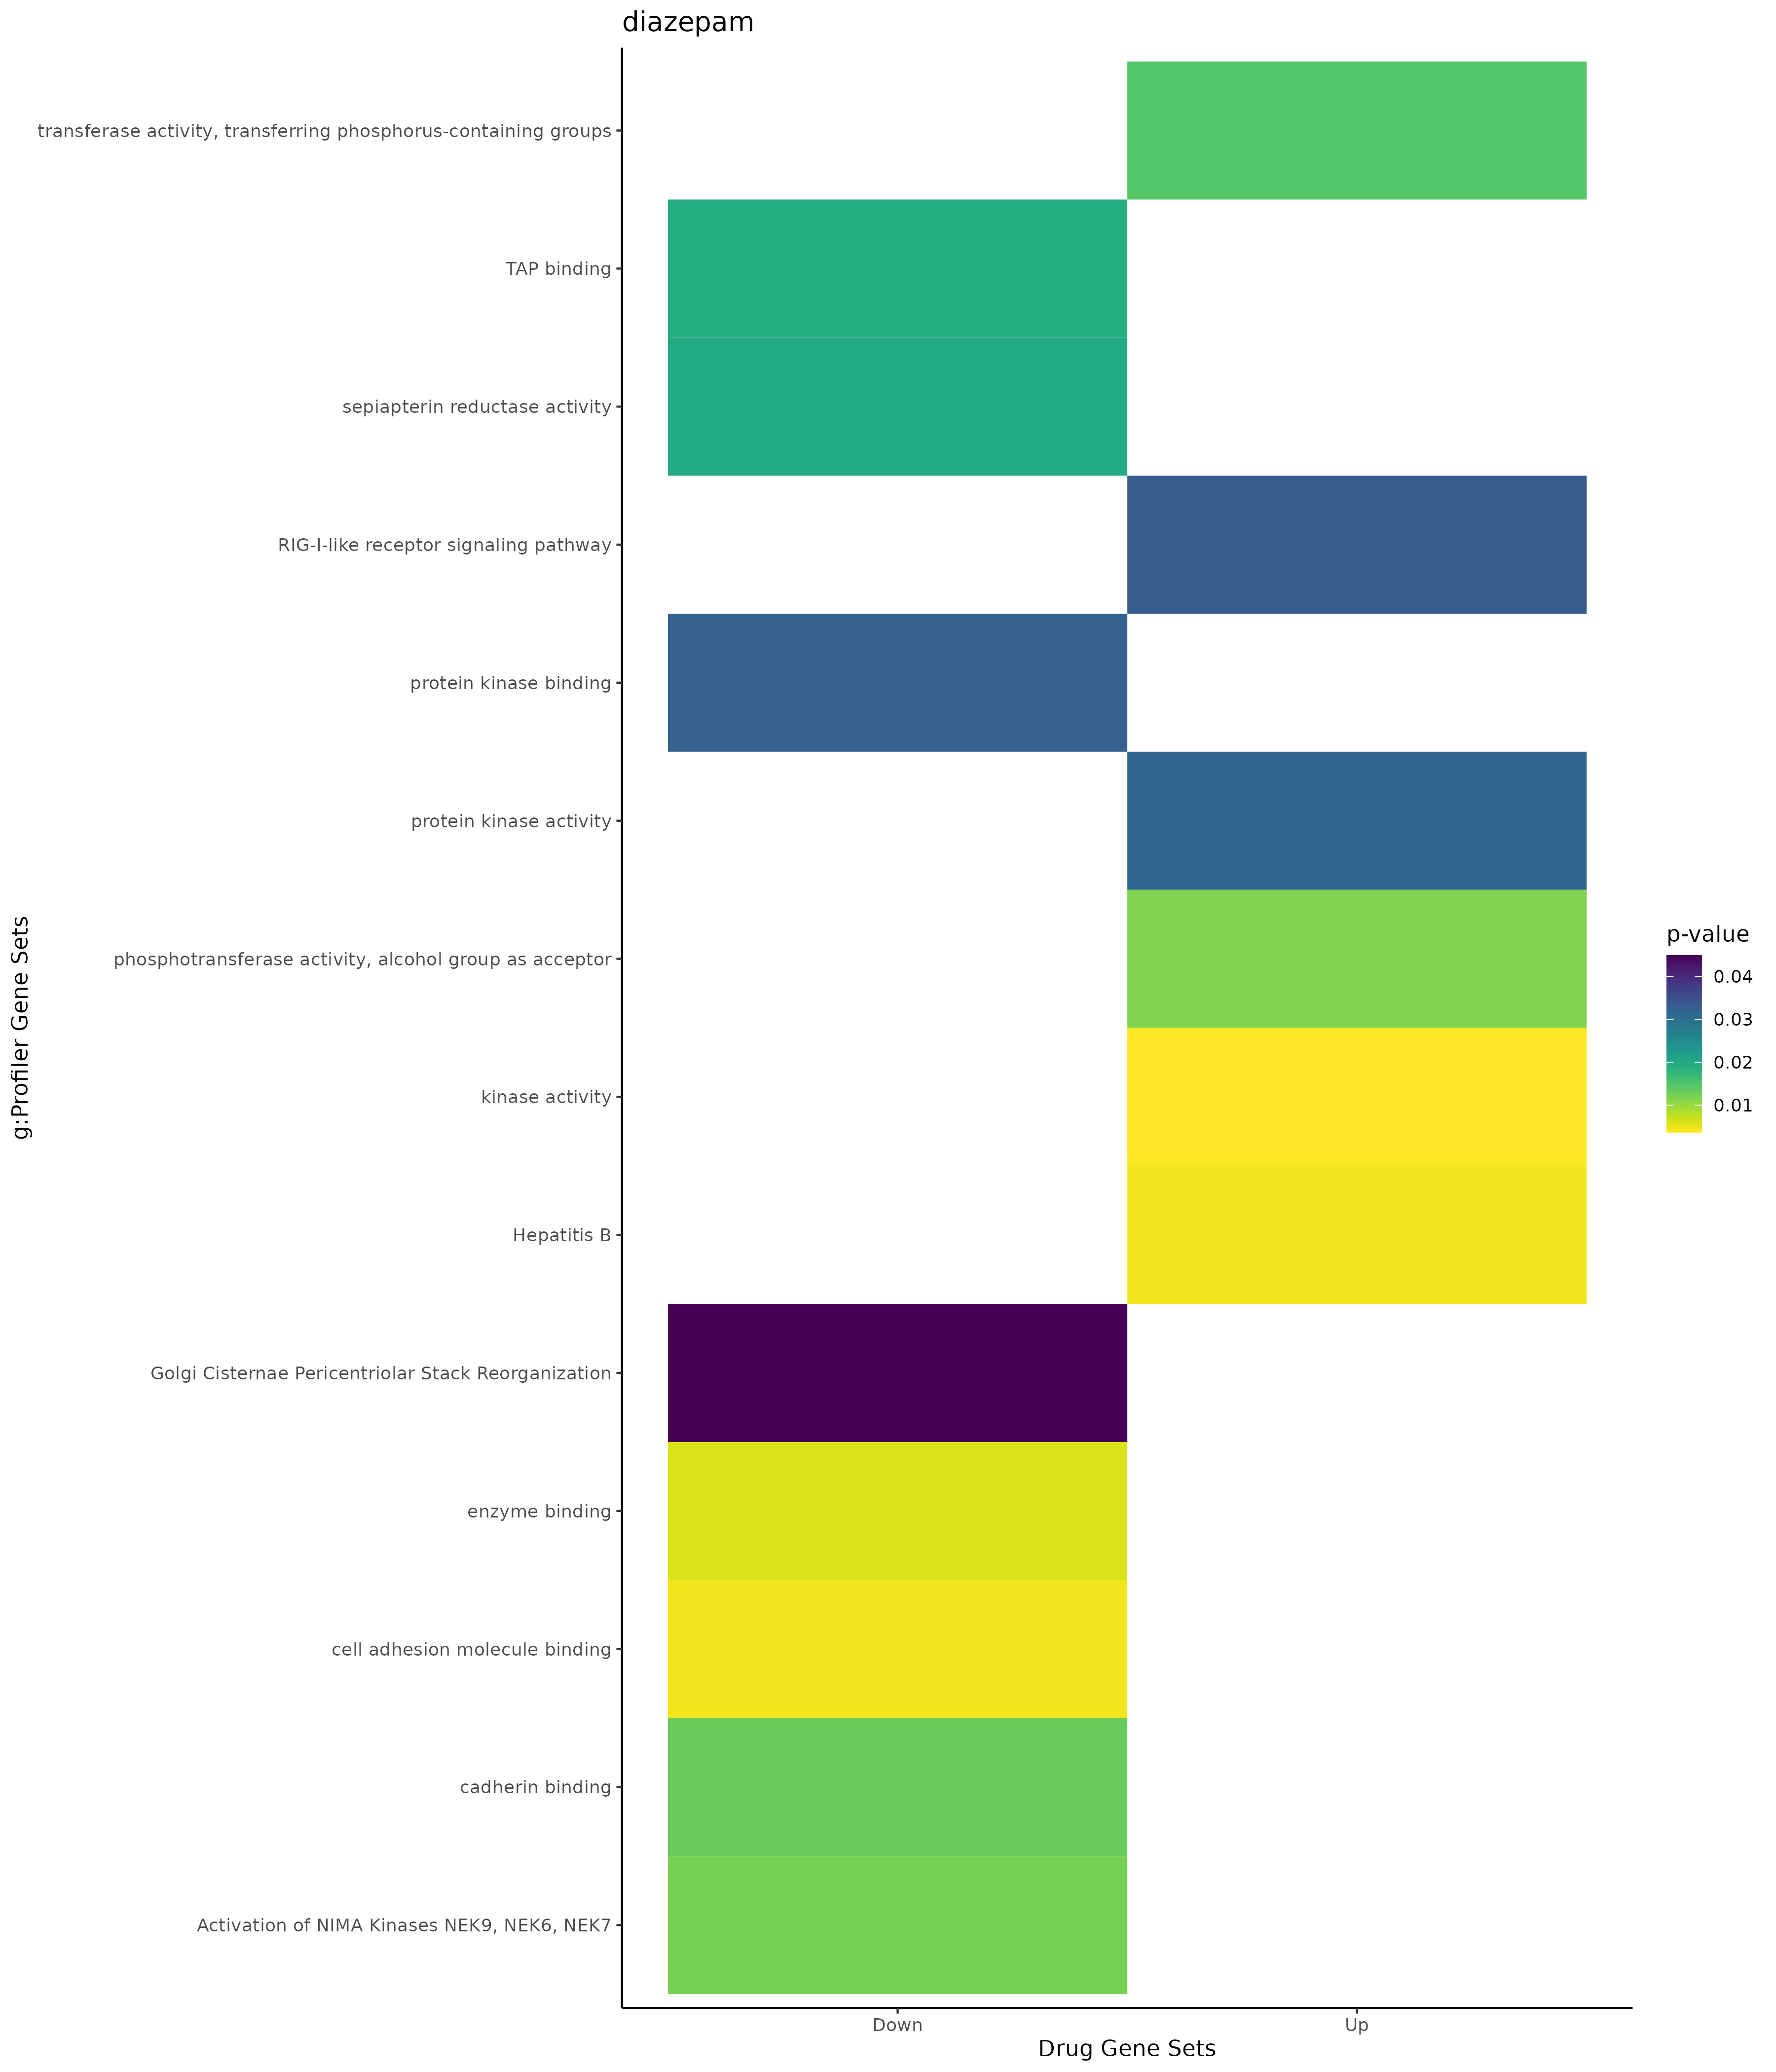 diazepam
transferase activity, transferring phosphorus-containing groups
TAP binding
sepiapterin reductase activity
RIG-I-like receptor signaling pathway
protein kinase binding
protein kinase activity
phosphotransferase activity, alcohol group as acceptor
kinase activity
Hepatitis B
Golgi Cisternae Pericentriolar Stack Reorganization
enzyme binding
cell adhesion molecule binding
cadherin binding
Activation of NIMA Kinases NEK9, NEK6, NEK7
g:Profiler Gene Sets
Down
Up
Drug Gene Sets
p-value
0.04
0.03
0.02
0.01